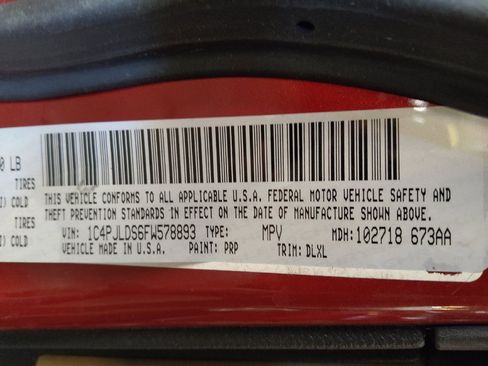 0 LB
TIRES
I) COLD
TIRES
I) COLD
THIS VEHICLE CONFORMS TO ALL APPLICABLE U.S.A. FEDERAL MOTOR VEHICLE SAFETY AND
THEFT PREVENTION STANDARDS IN EFFECT ON THE DATE OF MANUFACTURE SHOWN ABOVE.
VIN: 1C4PJLDS6FW578893 TYPE: MPV MDH: 102718 673AA
VEHICLE MADE IN U.S.A. PAINT: PRP TRIM: DLXL